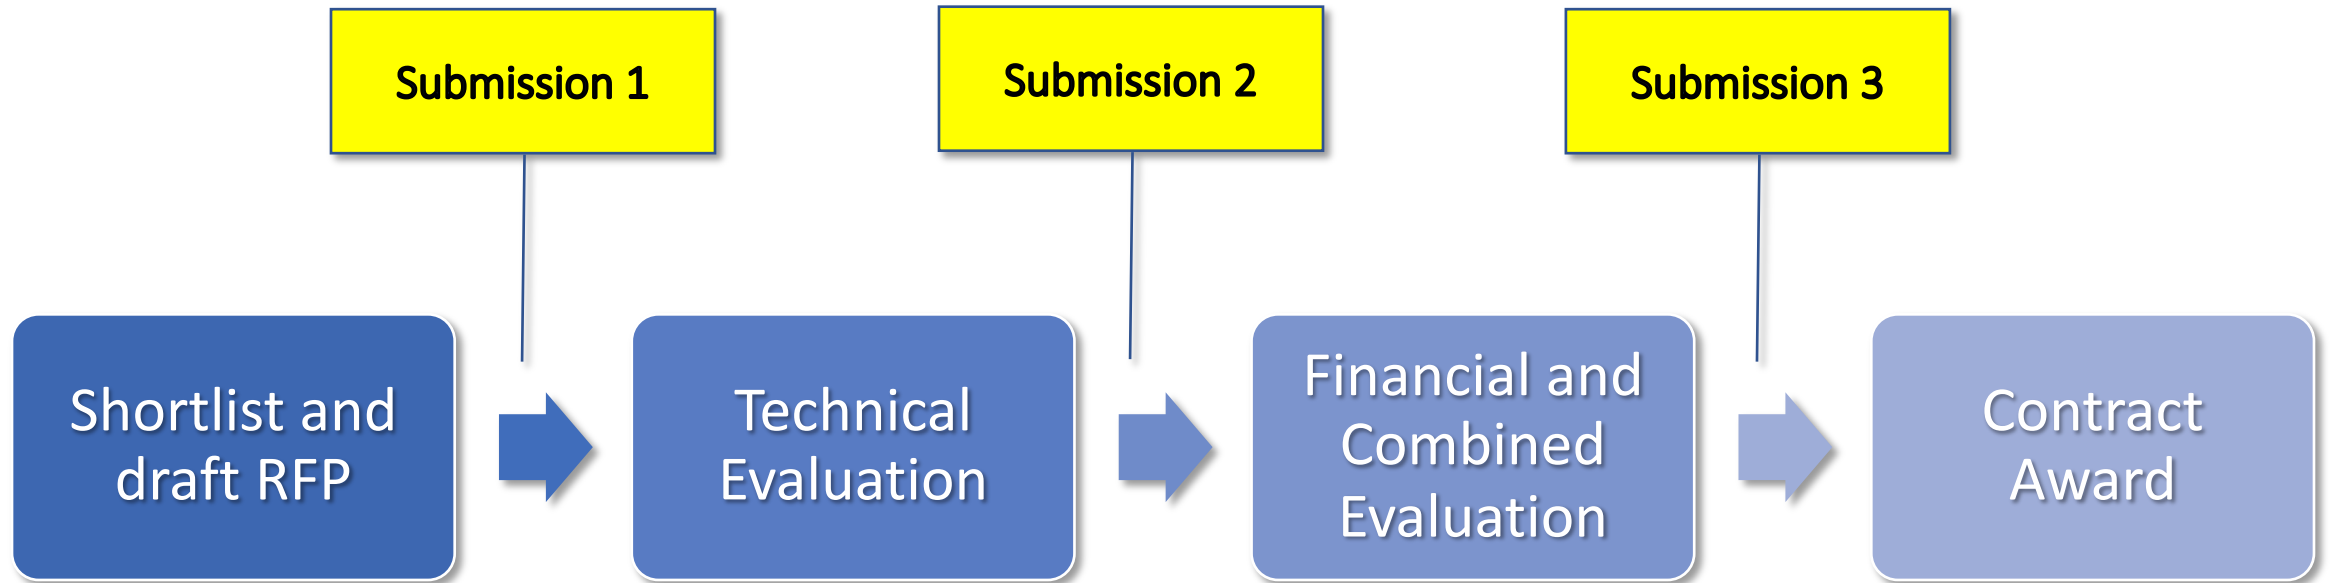 Submission 1
Submission 2
Submission 3
Shortlist and
draft RFP
Technical
Evaluation
Financial and
Combined
Evaluation
Contract
Award